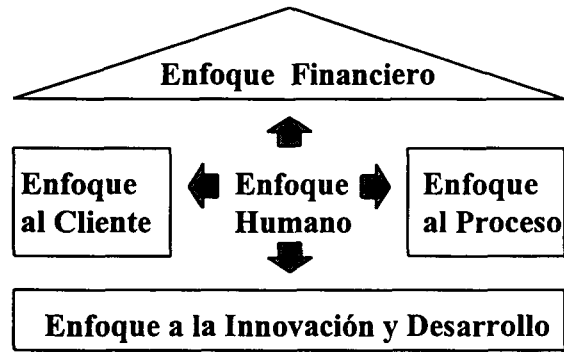 Enfoque Financiero
Enfoque
al Cliente
Enfoque
Humano
Enfoque
al Proceso
Enfoque a la Innovación y Desarrollo